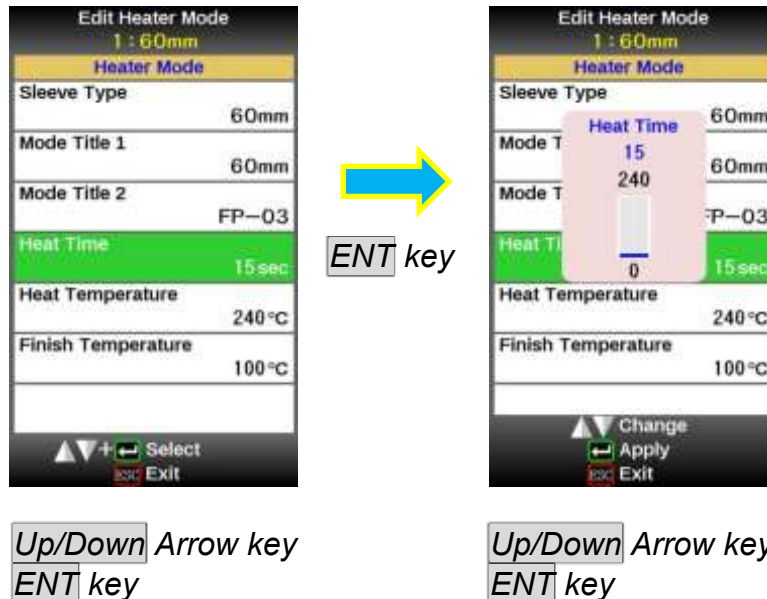 Edit Heater Mode
1:60mm
Heater Mode
Sleeve Type
60mm
Mode Title 1
60mm
Mode Title 2
FP-03
Heat Time
15sec
Heat Temperature
240°C
Finish Temperature
100°C
▲▼+ Select
ESC Exit
Up/Down Arrow key
ENT key
ENT key
Edit Heater Mode
1:60mm
Heater Mode
Sleeve Type
60mm
Mode T
60mm
Mode T
FP-03
Heat Ti
15sec
Heat Time
15
240
0
Heat Temperature
240°C
Finish Temperature
100°C
▲▼ Change
Apply
ESC Exit
Up/Down Arrow key
ENT key